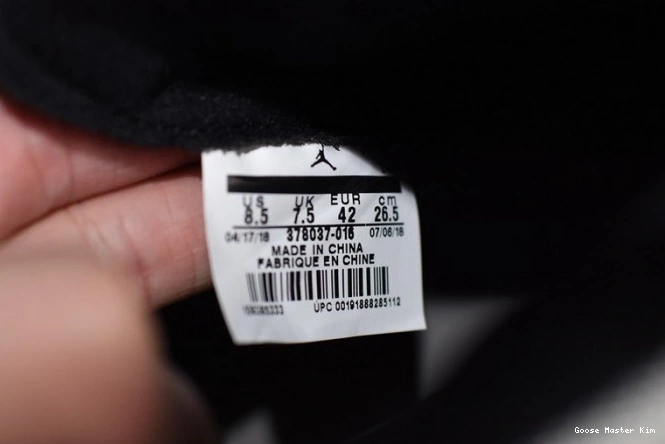 US UK EUR cm
8.5 7.5 42 26.5
04/17/18 378037-016 07/06/18
MADE IN CHINA
FABRIQUE EN CHINE
UPC 00191888285112
Goose Master Kim